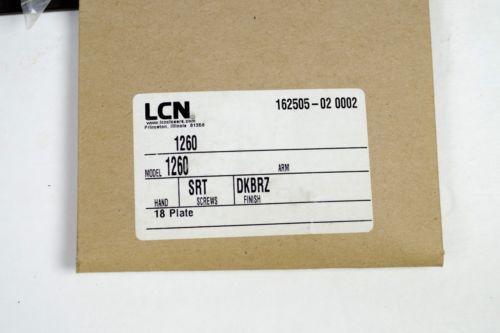 LCN
www.lcnclosers.com
Princeton, Illinois 61356
162505-02 0002
1260
MODEL 1260 ARM
SRT DKBRZ
HAND SCREWS FINISH
18 Plate